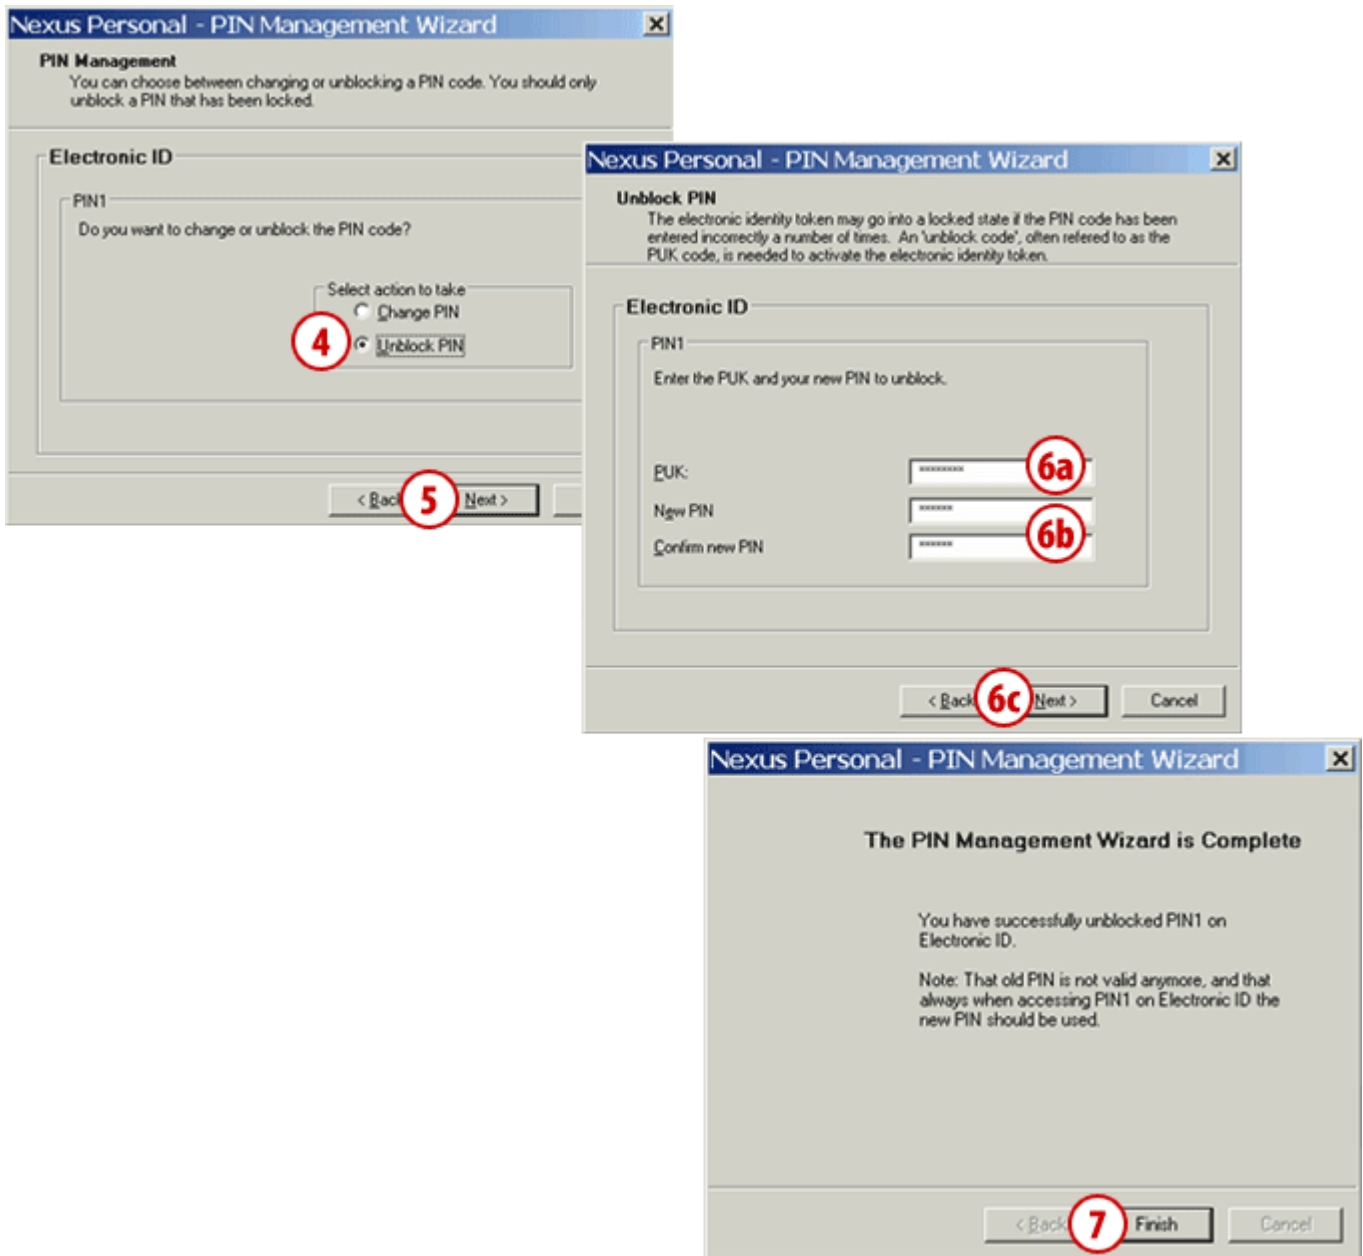 Nexus Personal - PIN Management Wizard
PIN Management
You can choose between changing or unblocking a PIN code. You should only
unblock a PIN that has been locked.
Electronic ID
PIN1
Do you want to change or unblock the PIN code?
Select action to take
Change PIN
4
Unblock PIN
< Back
5
Next >
Nexus Personal - PIN Management Wizard
Unblock PIN
The electronic identity token may go into a locked state if the PIN code has been
entered incorrectly a number of times. An 'unblock code', often refered to as the
PUK code, is needed to activate the electronic identity token.
Electronic ID
PIN1
Enter the PUK and your new PIN to unblock.
PUK: ******** 6a
New PIN ******
6b
Confirm new PIN ******
< Back 6c Next > Cancel
Nexus Personal - PIN Management Wizard
The PIN Management Wizard is Complete
You have successfully unblocked PIN1 on
Electronic ID.
Note: That old PIN is not valid anymore, and that
always when accessing PIN1 on Electronic ID the
new PIN should be used.
< Back 7 Finish Cancel